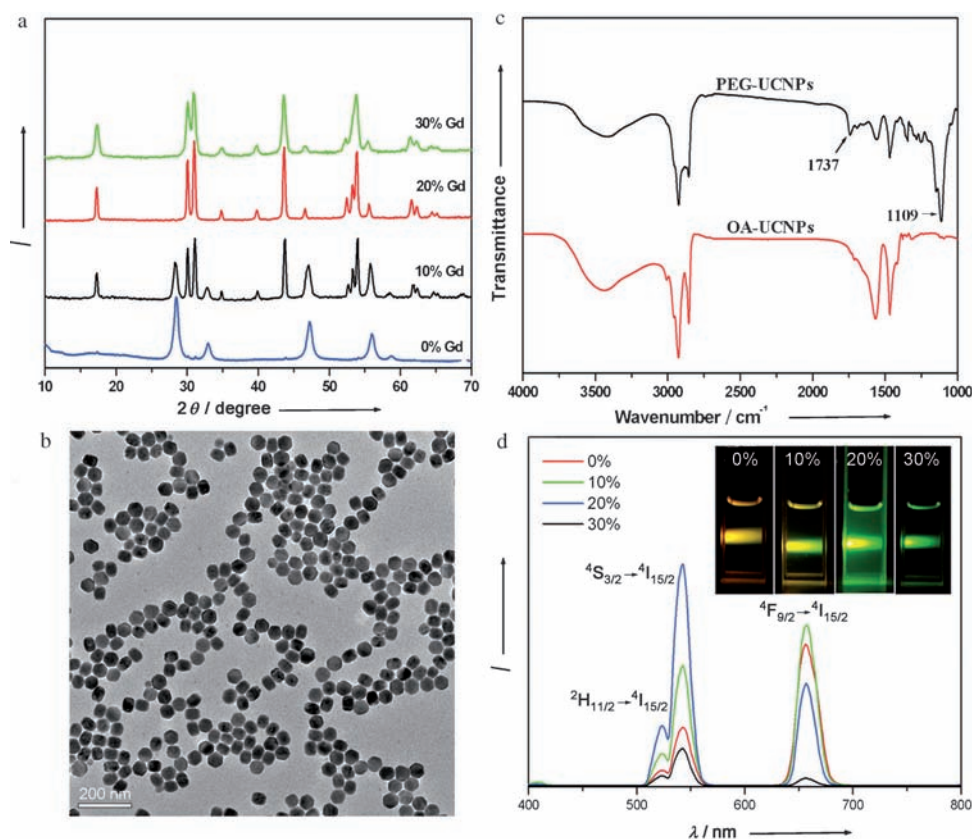 a
30% Gd
20% Gd
10% Gd
0% Gd
I
10 20 30 40 50 60 70
2θ / degree
b
200 nm
c
PEG-UCNPs
1737
1109
OA-UCNPs
Transmittance
4000 3500 3000 2500 2000 1500 1000
Wavenumber / cm⁻¹
d
0%
10%
20%
30%
0% 10% 20% 30%
⁴S₃/₂→⁴I₁₅/₂
⁴F₉/₂→⁴I₁₅/₂
²H₁₁/₂→⁴I₁₅/₂
I
400 500 600 700 800
λ / nm